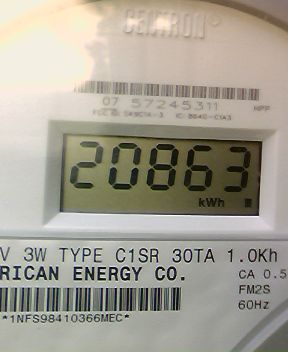 CENTRON®
07 57245311
20863
kWh
V 3W TYPE C1SR 30TA 1.0Kh
RICAN ENERGY CO.
CA 0.5
FM2S
60Hz
*1NFS98410366MEC*